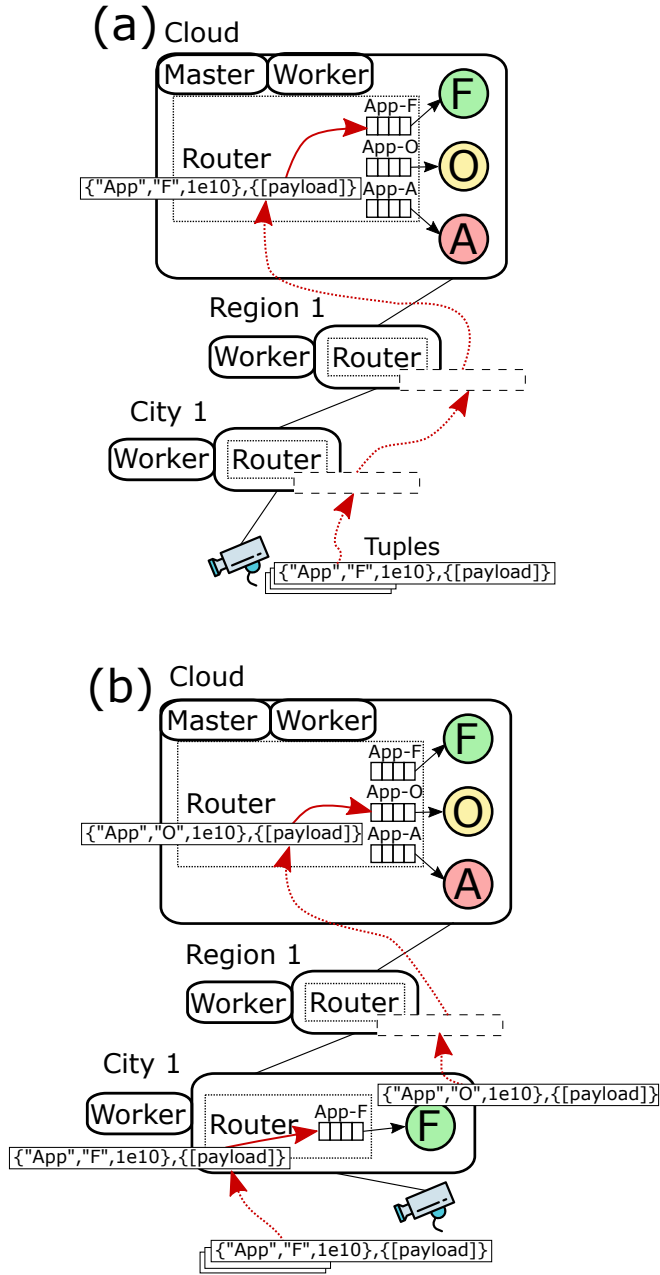 (a)
Cloud
Master Worker
App-F
F
Router
App-O
O
{"App","F",1e10},{[payload]}
App-A
A
Region 1
Worker Router
City 1
Worker Router
Tuples
{"App","F",1e10},{[payload]}
(b)
Cloud
Master Worker
App-F
F
Router
App-O
O
{"App","O",1e10},{[payload]}
App-A
A
Region 1
Worker Router
City 1
{"App","O",1e10},{[payload]}
Worker
Router
App-F
F
{"App","F",1e10},{[payload]}
{"App","F",1e10},{[payload]}